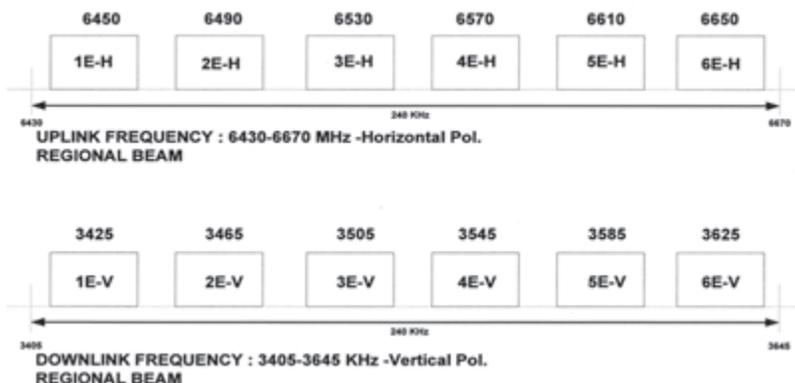 6450 6490 6530 6570 6610 6650
1E-H 2E-H 3E-H 4E-H 5E-H 6E-H
240 KHz
6430 6670
UPLINK FREQUENCY : 6430-6670 MHz -Horizontal Pol.
REGIONAL BEAM
3425 3465 3505 3545 3585 3625
1E-V 2E-V 3E-V 4E-V 5E-V 6E-V
240 KHz
3405 3645
DOWNLINK FREQUENCY : 3405-3645 KHz -Vertical Pol.
REGIONAL BEAM